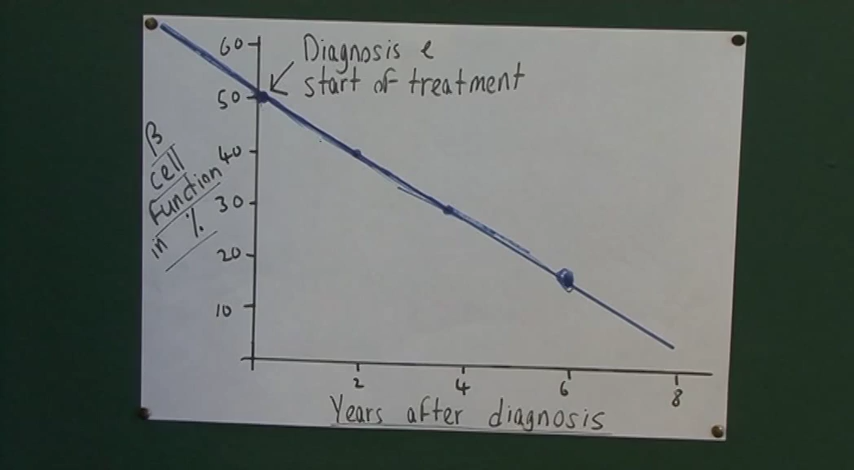 Diagnosis e
start of treatment
60
50
40
30
20
10
β
cell
function
in %
2
4
6
8
Years after diagnosis